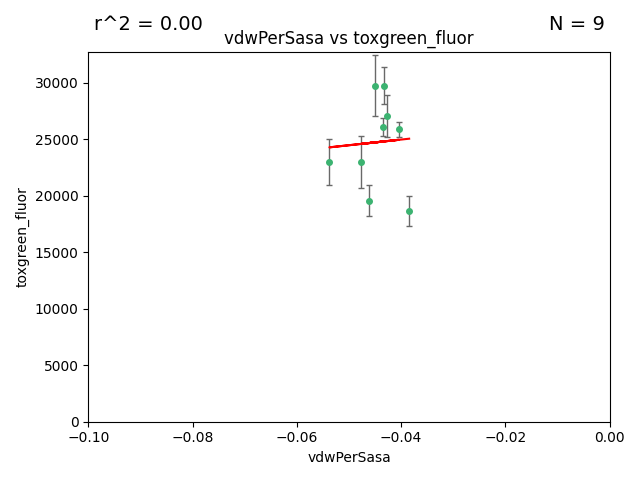 r^2 = 0.00
N = 9
vdwPerSasa vs toxgreen_fluor
toxgreen_fluor
30000
25000
20000
15000
10000
5000
0
−0.10
−0.08
−0.06
−0.04
−0.02
0.00
vdwPerSasa